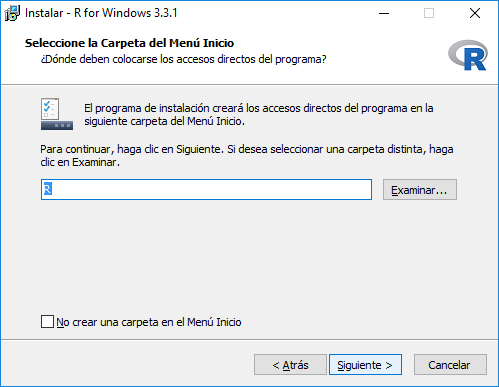 Instalar - R for Windows 3.3.1
Seleccione la Carpeta del Menú Inicio
¿Dónde deben colocarse los accesos directos del programa?
R
El programa de instalación creará los accesos directos del programa en la
siguiente carpeta del Menú Inicio.
Para continuar, haga clic en Siguiente. Si desea seleccionar una carpeta distinta, haga
clic en Examinar.
R
Examinar...
No crear una carpeta en el Menú Inicio
< Atrás
Siguiente >
Cancelar